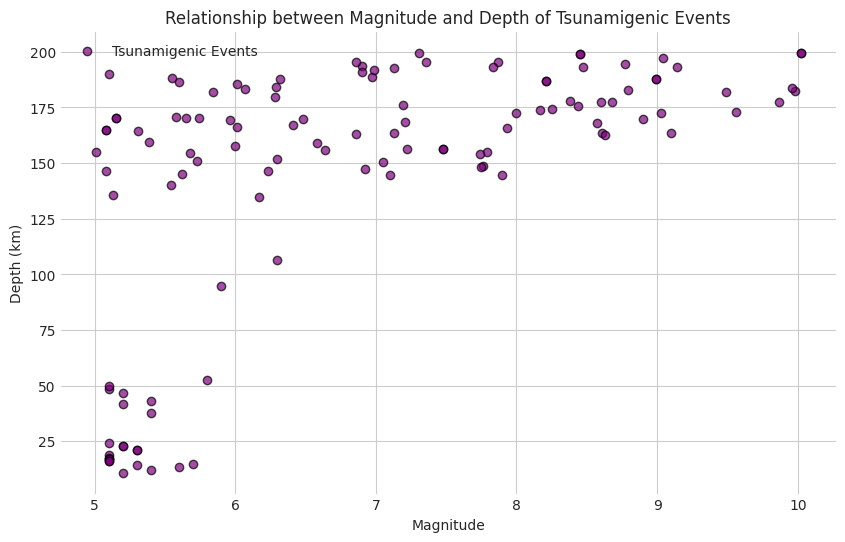 Relationship between Magnitude and Depth of Tsunamigenic Events
Tsunamigenic Events
200
175
150
125
100
75
50
25
Depth (km)
5 6 7 8 9 10
Magnitude